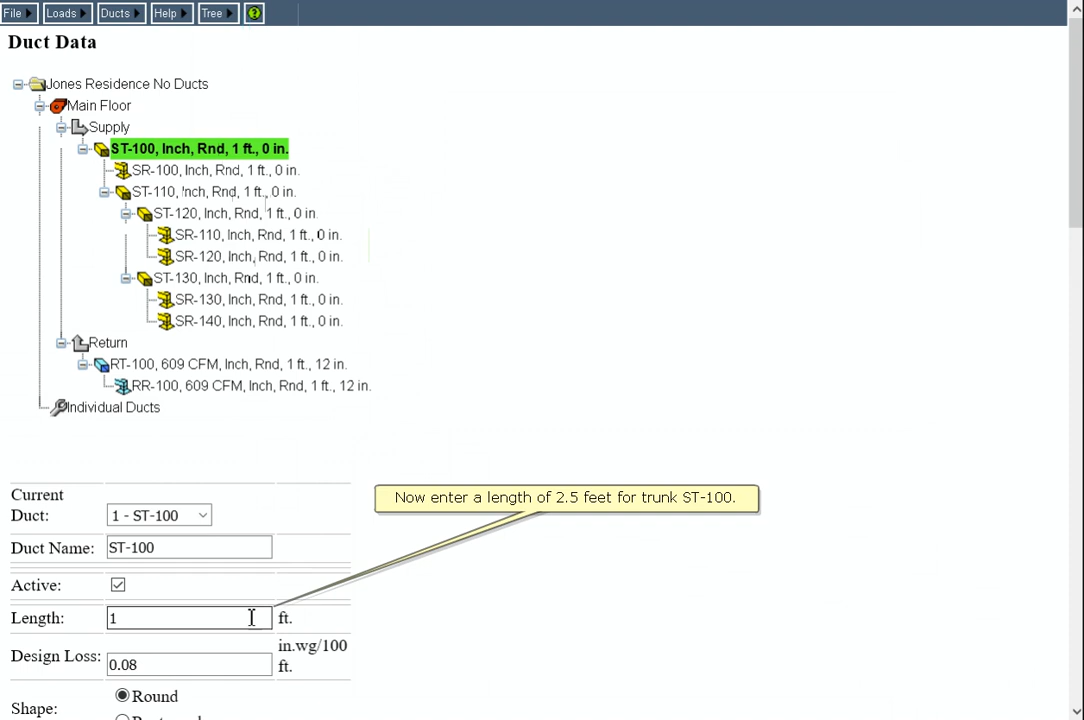 File Loads Ducts Help Tree ?
Duct Data
Jones Residence No Ducts
Main Floor
Supply
ST-100, Inch, Rnd, 1 ft., 0 in.
SR-100, Inch, Rnd, 1 ft., 0 in.
ST-110, Inch, Rnd, 1 ft., 0 in.
ST-120, Inch, Rnd, 1 ft., 0 in.
SR-110, Inch, Rnd, 1 ft., 0 in.
SR-120, Inch, Rnd, 1 ft., 0 in.
ST-130, Inch, Rnd, 1 ft., 0 in.
SR-130, Inch, Rnd, 1 ft., 0 in.
SR-140, Inch, Rnd, 1 ft., 0 in.
Return
RT-100, 609 CFM, Inch, Rnd, 1 ft., 12 in.
RR-100, 609 CFM, Inch, Rnd, 1 ft., 12 in.
Individual Ducts
Now enter a length of 2.5 feet for trunk ST-100.
Current
Duct: 1 - ST-100
Duct Name: ST-100
Active:
Length: 1 ft.
in.wg/100
Design Loss: 0.08 ft.
Round
Shape: